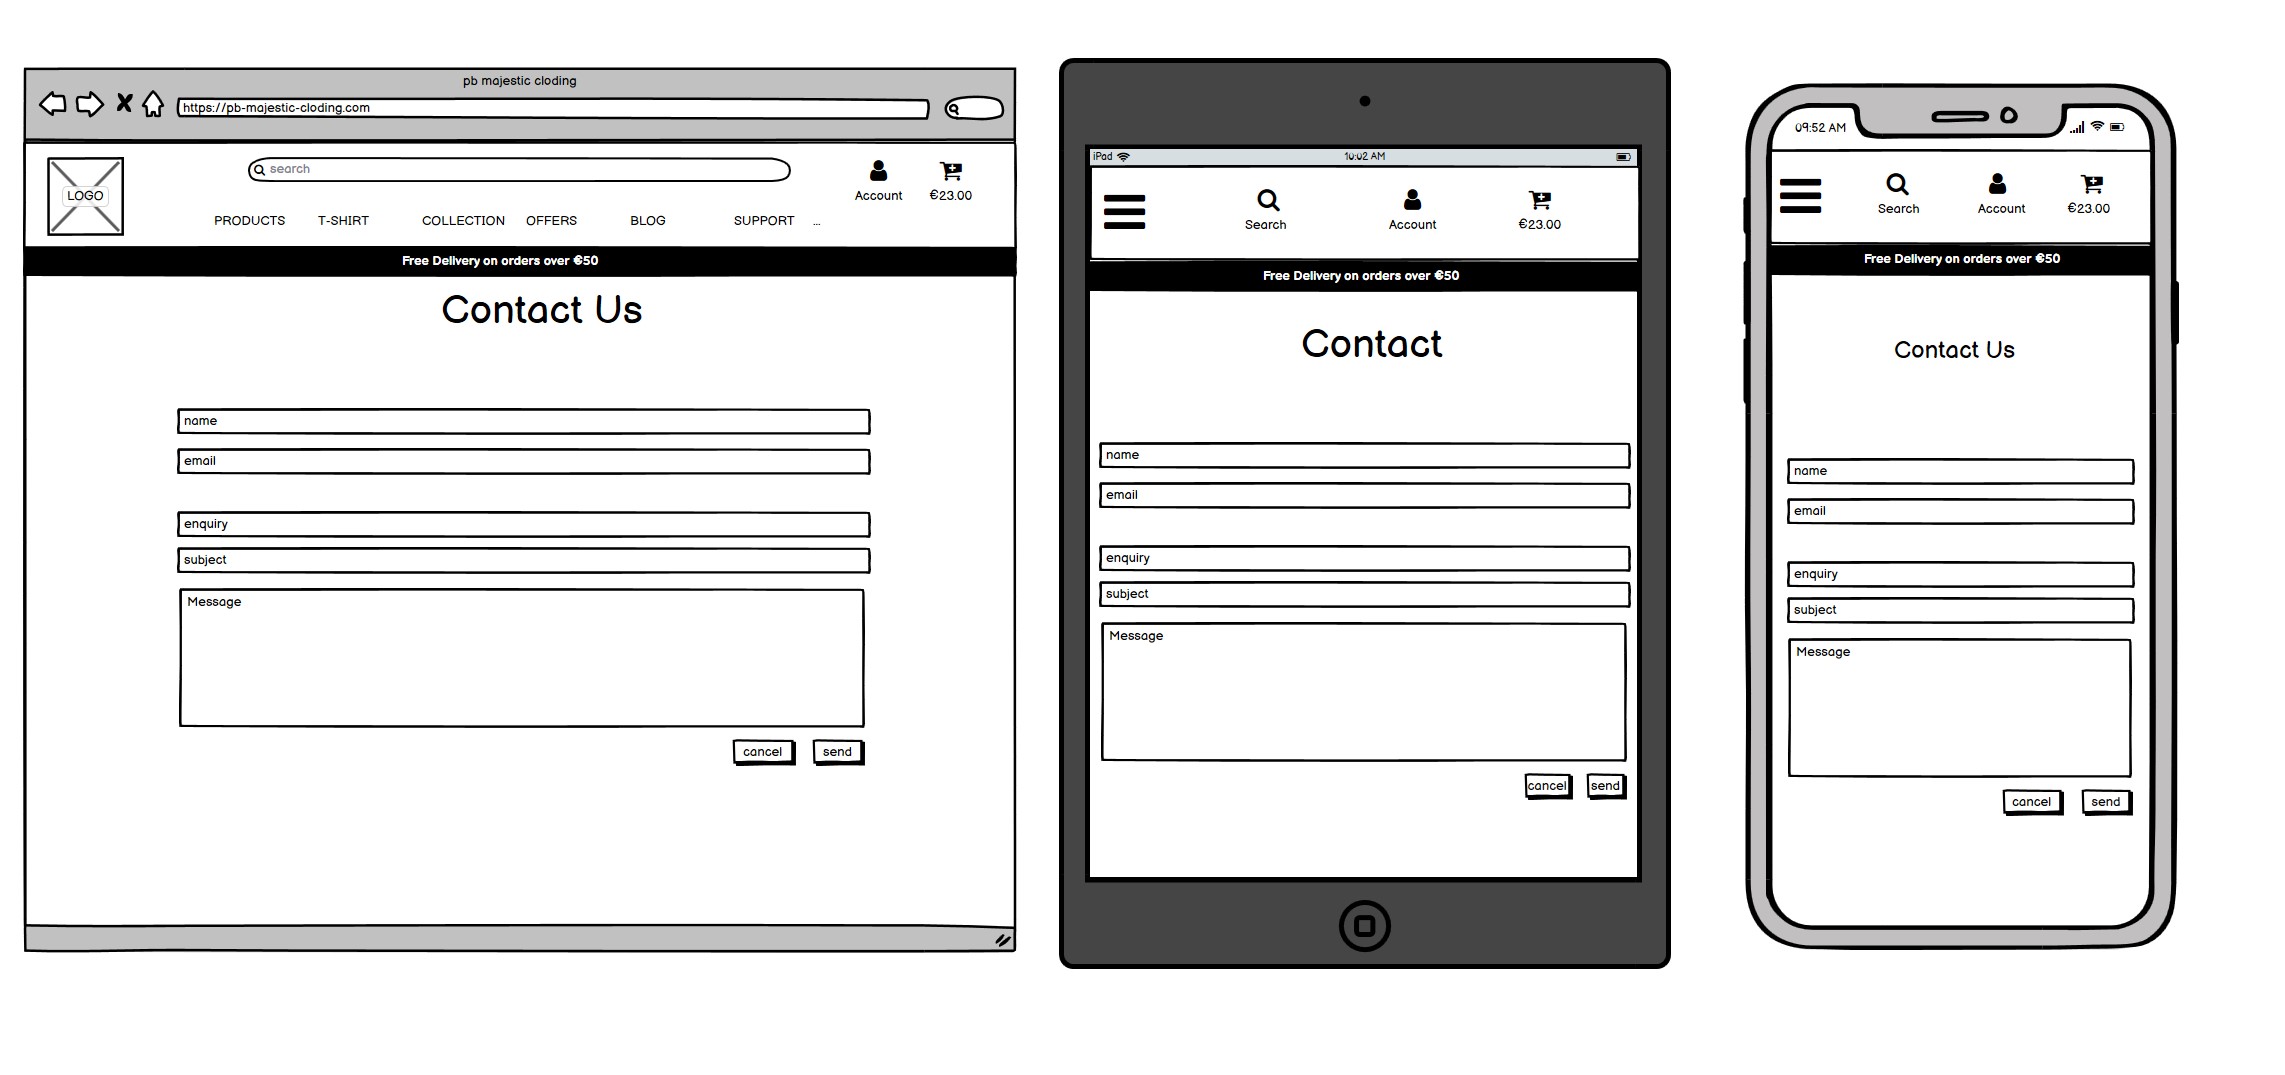 pb majestic cloding
https://pb-majestic-cloding.com
LOGO
search
Account
€23.00
PRODUCTS T-SHIRT COLLECTION OFFERS BLOG SUPPORT ...
Free Delivery on orders over €50
Contact Us
name
email
enquiry
subject
Message
cancel send
iPad 10:02 AM
Search Account €23.00
Free Delivery on orders over €50
Contact
name
email
enquiry
subject
Message
cancel send
09:52 AM
Search Account €23.00
Free Delivery on orders over €50
Contact Us
name
email
enquiry
subject
Message
cancel send